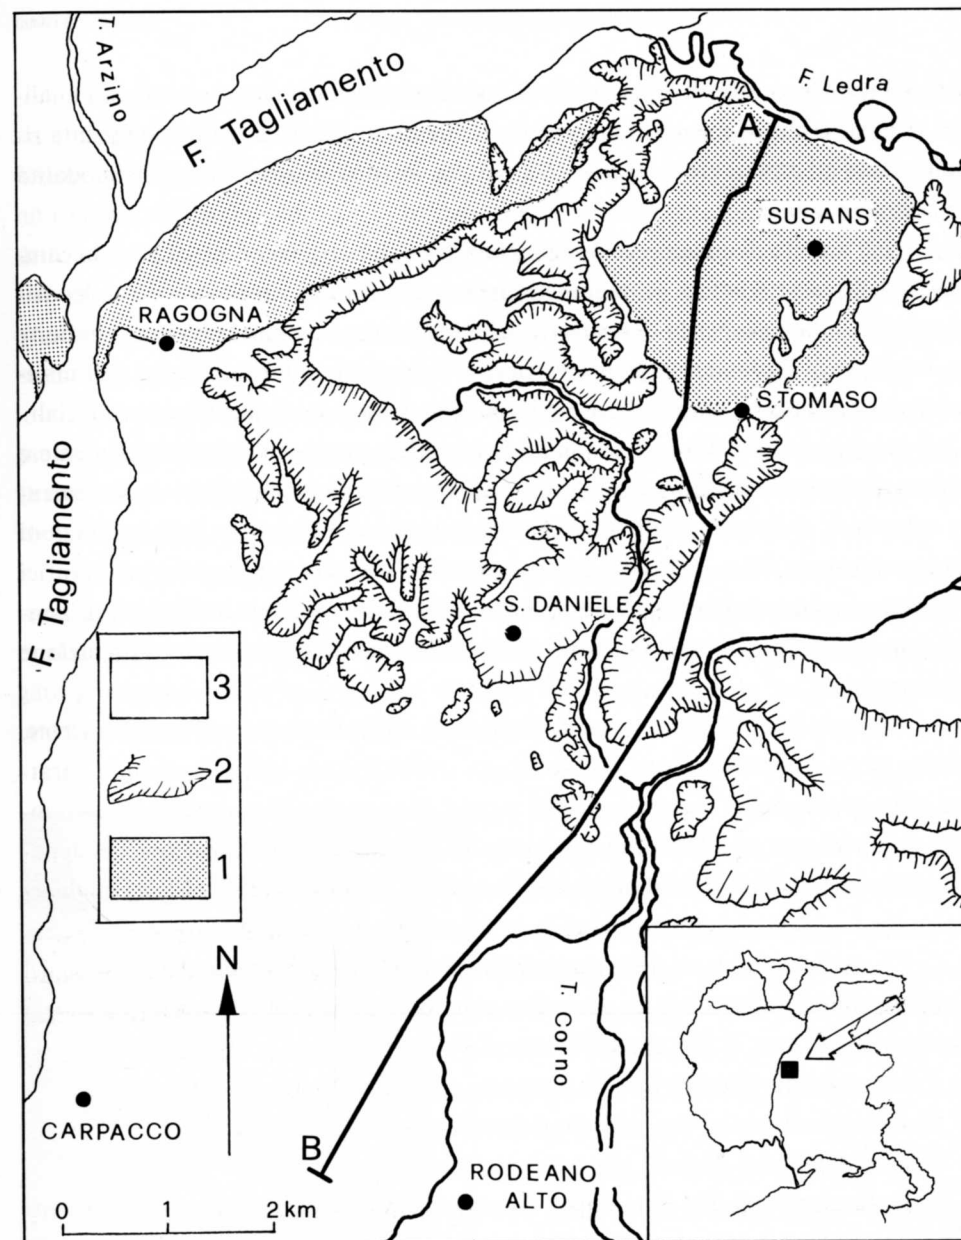 T. Arzino
F. Tagliamento
F. Ledra
A
SUSANS
RAGOGNA
S. TOMASO
F. Tagliamento
S. DANIELE
3
2
1
N
T. Corno
CARPACCO
B
RODEANO
ALTO
0 1 2 km